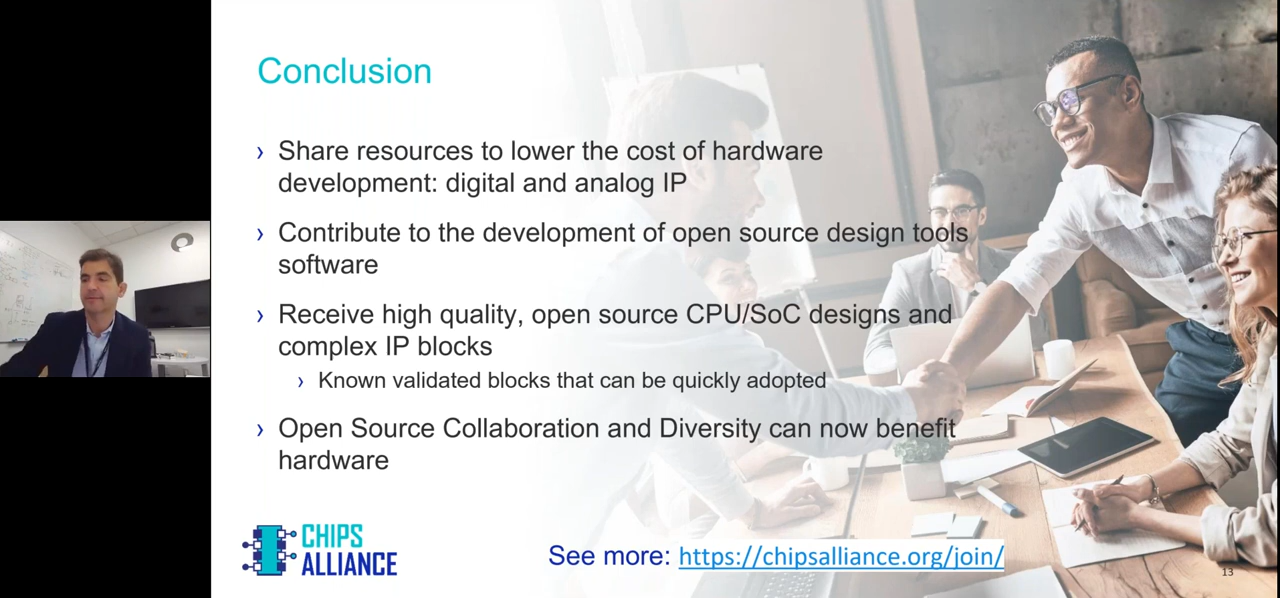 Conclusion
› Share resources to lower the cost of hardware
development: digital and analog IP
› Contribute to the development of open source design tools
software
› Receive high quality, open source CPU/SoC designs and
complex IP blocks
› Known validated blocks that can be quickly adopted
› Open Source Collaboration and Diversity can now benefit
hardware
CHIPS
ALLIANCE
See more: https://chipsalliance.org/join/
13